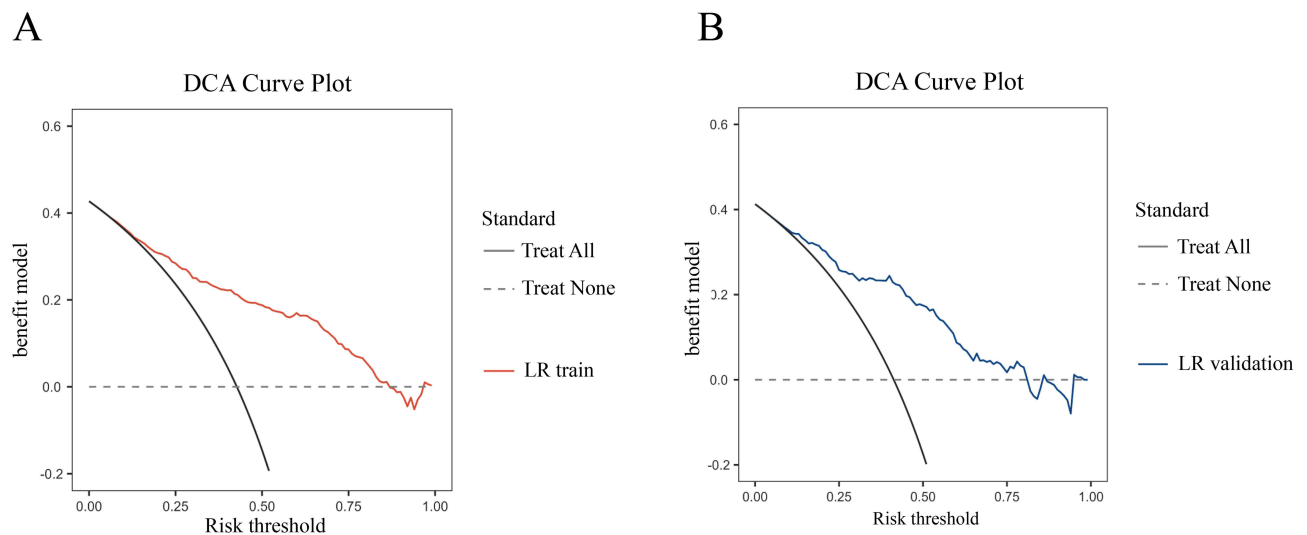 A
DCA Curve Plot
0.6
0.4
0.2
0.0
-0.2
benefit model
0.00 0.25 0.50 0.75 1.00
Risk threshold
Standard
Treat All
Treat None
LR train
B
DCA Curve Plot
0.6
0.4
3.2
0.0
-0.2
benefit model
0.00 0.25 0.50 0.75 1.00
Risk threshold
Standard
Treat All
Treat None
LR validation